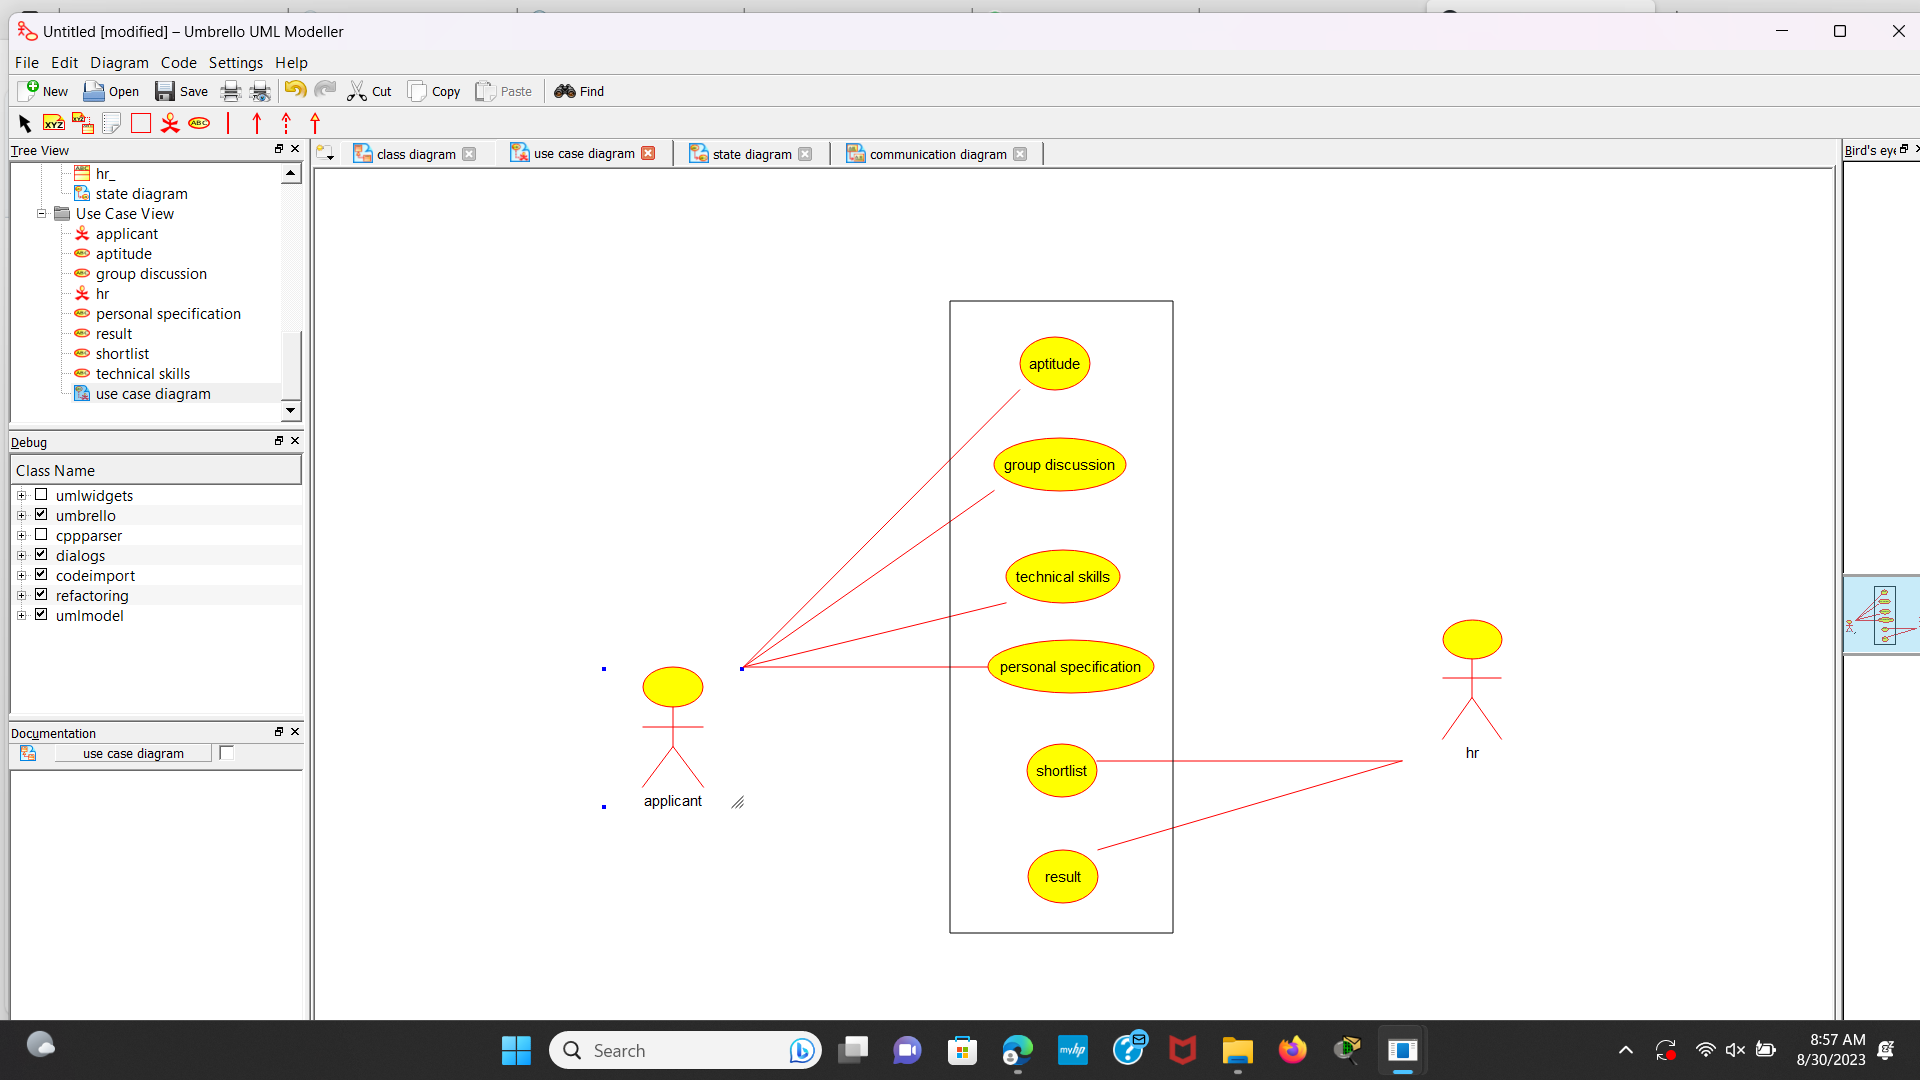 Untitled [modified] – Umbrello UML Modeller
File Edit Diagram Code Settings Help
New Open Save Cut Copy Paste Find
XYZ XYZ ABC
Tree View
hr_
state diagram
Use Case View
applicant
aptitude
group discussion
hr
personal specification
result
shortlist
technical skills
use case diagram
Debug
Class Name
umlwidgets
umbrello
cppparser
dialogs
codeimport
refactoring
umlmodel
Documentation
use case diagram
class diagram use case diagram state diagram communication diagram
aptitude
group discussion
technical skills
personal specification
shortlist
result
applicant
hr
Bird's eye
Search
myhp
8:57 AM
8/30/2023